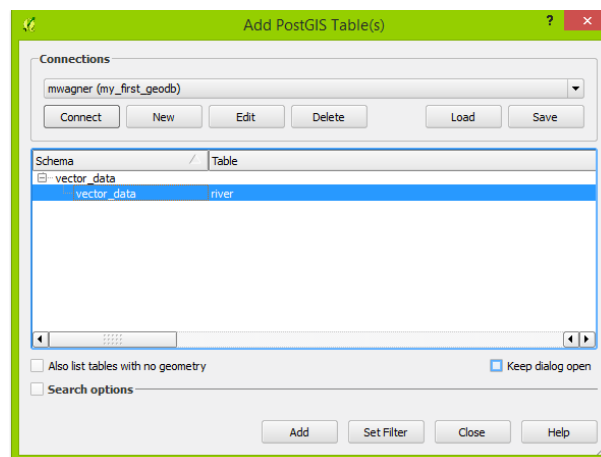 Add PostGIS Table(s)
?
×
Connections
mwagner (my_first_geodb)
Connect New Edit Delete Load Save
Schema Table
vector_data
vector_data river
Also list tables with no geometry Keep dialog open
Search options
Add Set Filter Close Help